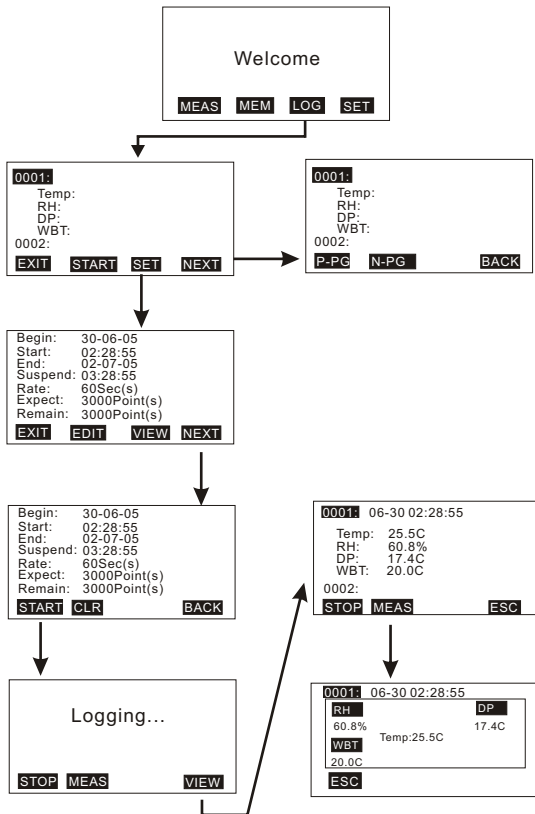 Welcome
MEAS MEM LOG SET
0001:
Temp:
RH:
DP:
WBT:
0002:
EXIT START SET NEXT
0001:
Temp:
RH:
DP:
WBT:
0002:
P-PG N-PG BACK
Begin: 30-06-05
Start: 02:28:55
End: 02-07-05
Suspend: 03:28:55
Rate: 60Sec(s)
Expect: 3000Point(s)
Remain: 3000Point(s)
EXIT EDIT VIEW NEXT
Begin: 30-06-05
Start: 02:28:55
End: 02-07-05
Suspend: 03:28:55
Rate: 60Sec(s)
Expect: 3000Point(s)
Remain: 3000Point(s)
START CLR BACK
0001: 06-30 02:28:55
Temp: 25.5C
RH: 60.8%
DP: 17.4C
WBT: 20.0C
0002:
STOP MEAS ESC
Logging...
STOP MEAS VIEW
0001: 06-30 02:28:55
RH DP
60.8% 17.4C
Temp:25.5C
WBT
20.0C
ESC